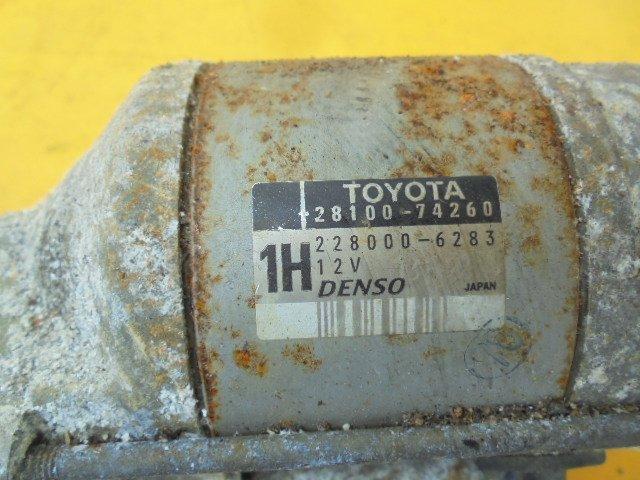 TOYOTA
28100-74260
1H
228000-6283
12V
DENSO
JAPAN